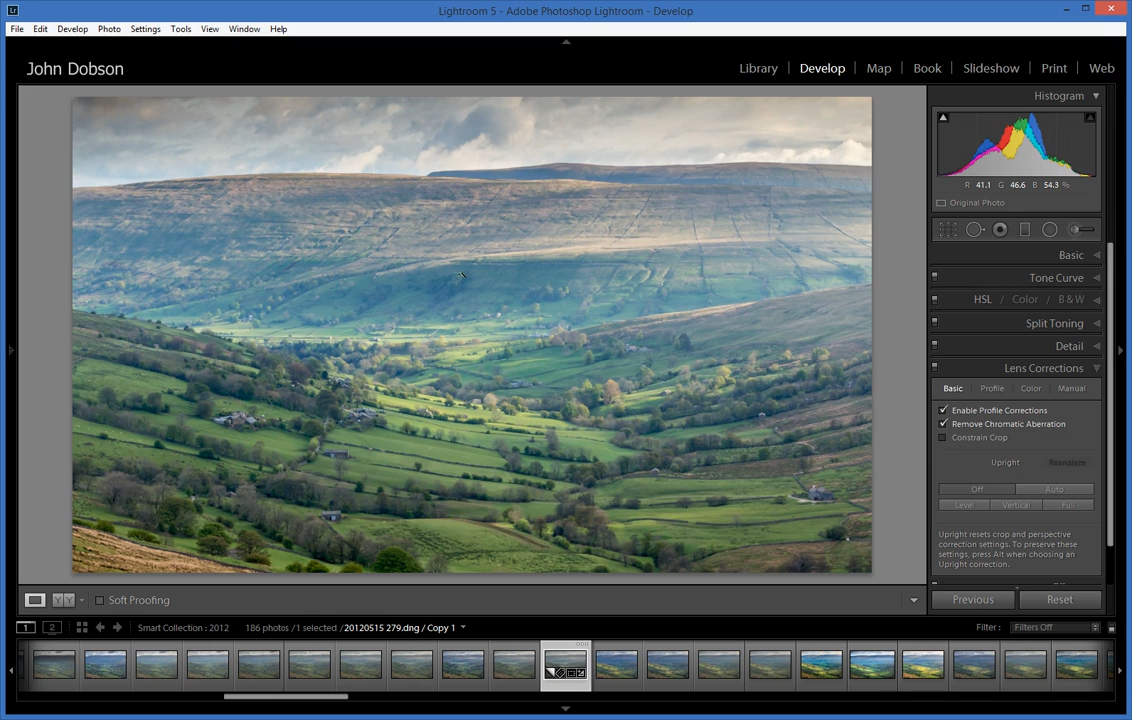 Lr
Lightroom 5 - Adobe Photoshop Lightroom - Develop
File Edit Develop Photo Settings Tools View Window Help
John Dobson
Library | Develop | Map | Book | Slideshow | Print | Web
Histogram
R 41.1 G 46.6 B 54.3 %
Original Photo
Basic
Tone Curve
HSL / Color / B & W
Split Toning
Detail
Lens Corrections
Basic Profile Color Manual
Enable Profile Corrections
Remove Chromatic Aberration
Constrain Crop
Upright Reanalyze
Off Auto
Level Vertical Full
Upright resets crop and perspective
correction settings. To preserve these
settings, press Alt when choosing an
Upright correction.
Previous Reset
YY Soft Proofing
1 2 Smart Collection : 2012 186 photos / 1 selected / 20120515 279.dng / Copy 1 Filter : Filters Off